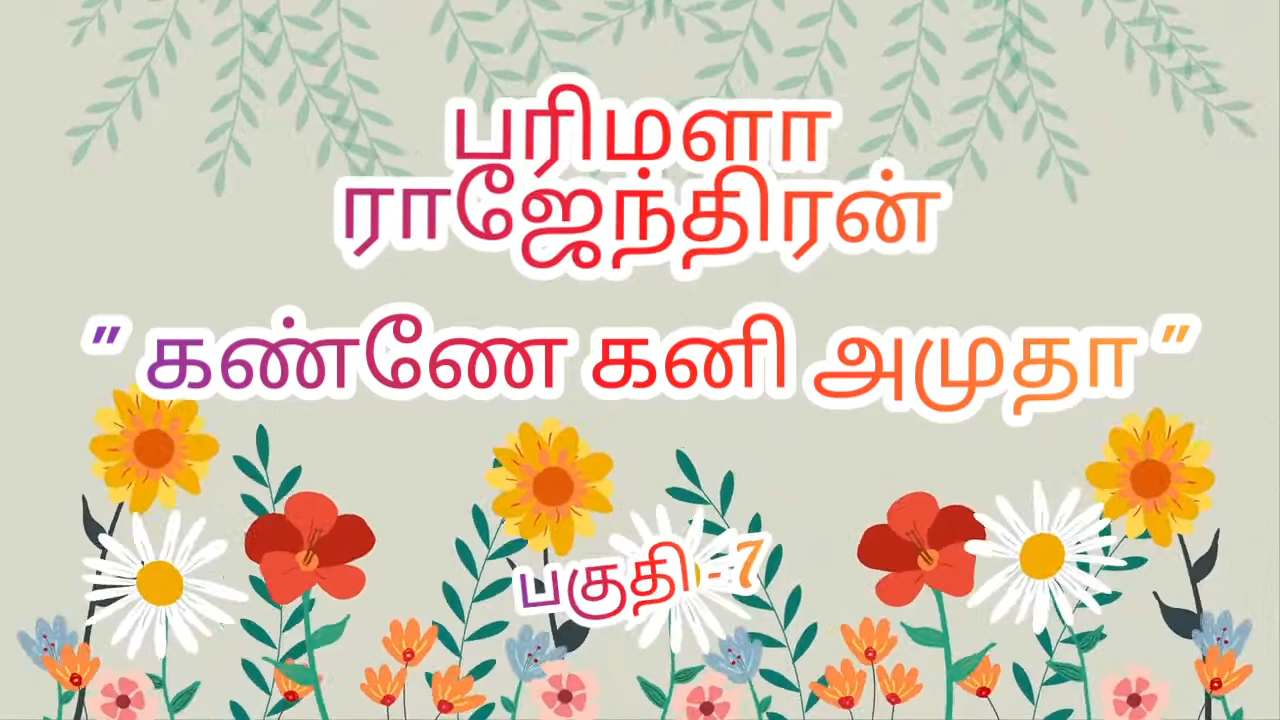 பரிமளா
ராஜேந்திரன்
" கண்ணே கனி அமுதா "
பகுதி - 7